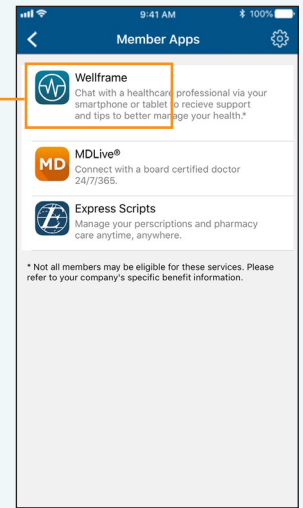 9:41 AM
100%
Member Apps
Wellframe
Chat with a healthcare professional via your
smartphone or tablet to recieve support
and tips to better manage your health.*
MD
MDLive®
Connect with a board certified doctor
24/7/365.
E
Express Scripts
Manage your perscriptions and pharmacy
care anytime, anywhere.
* Not all members may be eligible for these services. Please
refer to your company's specific benefit information.